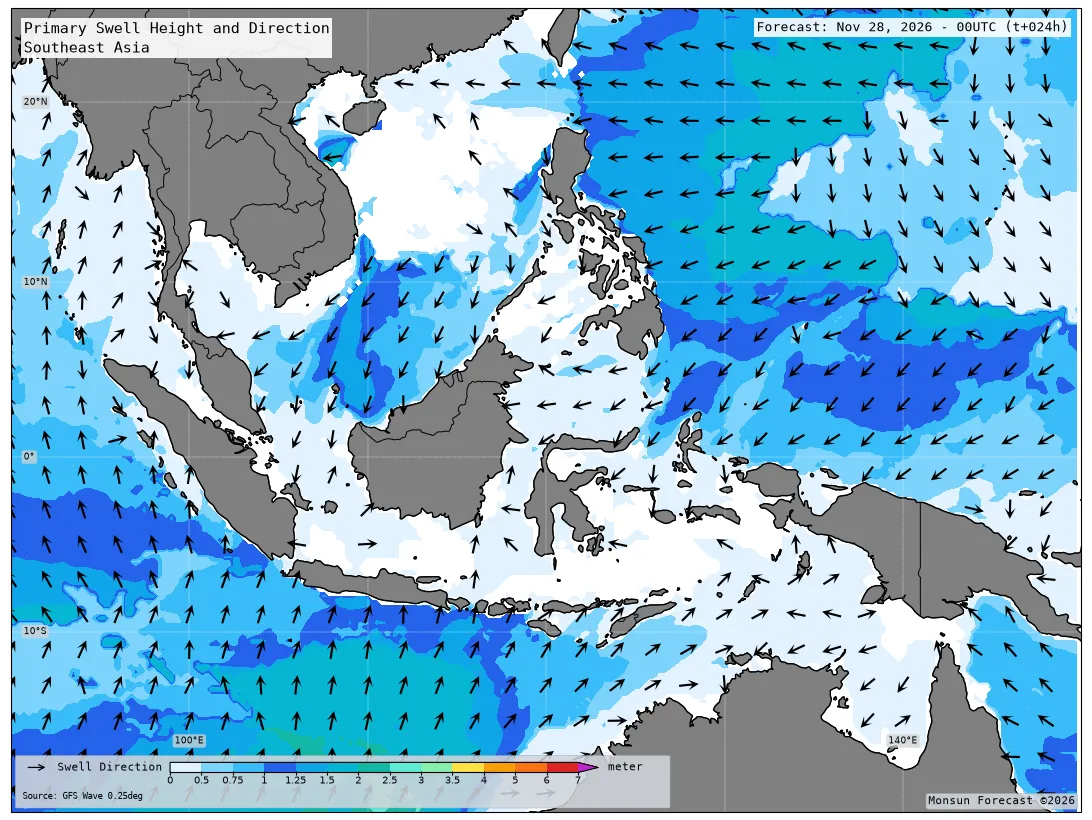 Primary Swell Height and Direction
Southeast Asia
Forecast: Nov 28, 2026 - 00UTC (t+024h)
20°N
10°N
0°
10°S
100°E
140°E
Swell Direction
0 0.5 0.75 1 1.25 1.5 2 2.5 3 3.5 4 5 6 7
meter
Source: GFS Wave 0.25deg
Monsun Forecast ©2026